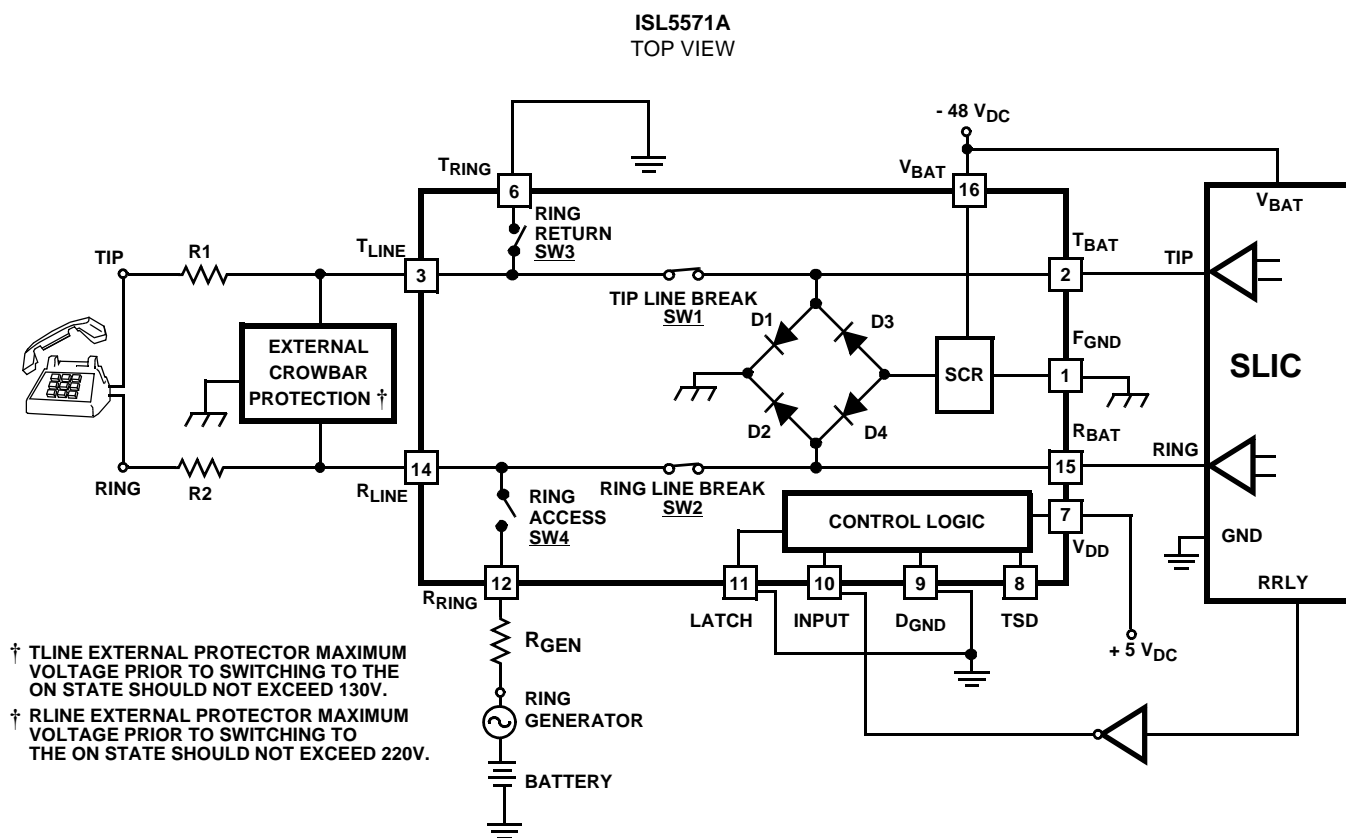 ISL5571A
TOP VIEW
- 48 VDC
TRING
6
VBAT
16
RING
RETURN
SW3
VBAT
TIP
R1
TLINE
3
TBAT
2
TIP
TIP LINE BREAK
SW1
D1
D3
EXTERNAL
CROWBAR
PROTECTION †
SCR
FGND
1
SLIC
D2
D4
RBAT
RING
R2
RLINE
14
RING LINE BREAK
SW2
15
RING
RING
ACCESS
SW4
CONTROL LOGIC
7
VDD
GND
RRING
12
11
10
9
8
LATCH
INPUT
DGND
TSD
RRLY
RGEN
+ 5 VDC
† TLINE EXTERNAL PROTECTOR MAXIMUM
VOLTAGE PRIOR TO SWITCHING TO THE
ON STATE SHOULD NOT EXCEED 130V.
RING
GENERATOR
† RLINE EXTERNAL PROTECTOR MAXIMUM
VOLTAGE PRIOR TO SWITCHING TO
THE ON STATE SHOULD NOT EXCEED 220V.
BATTERY